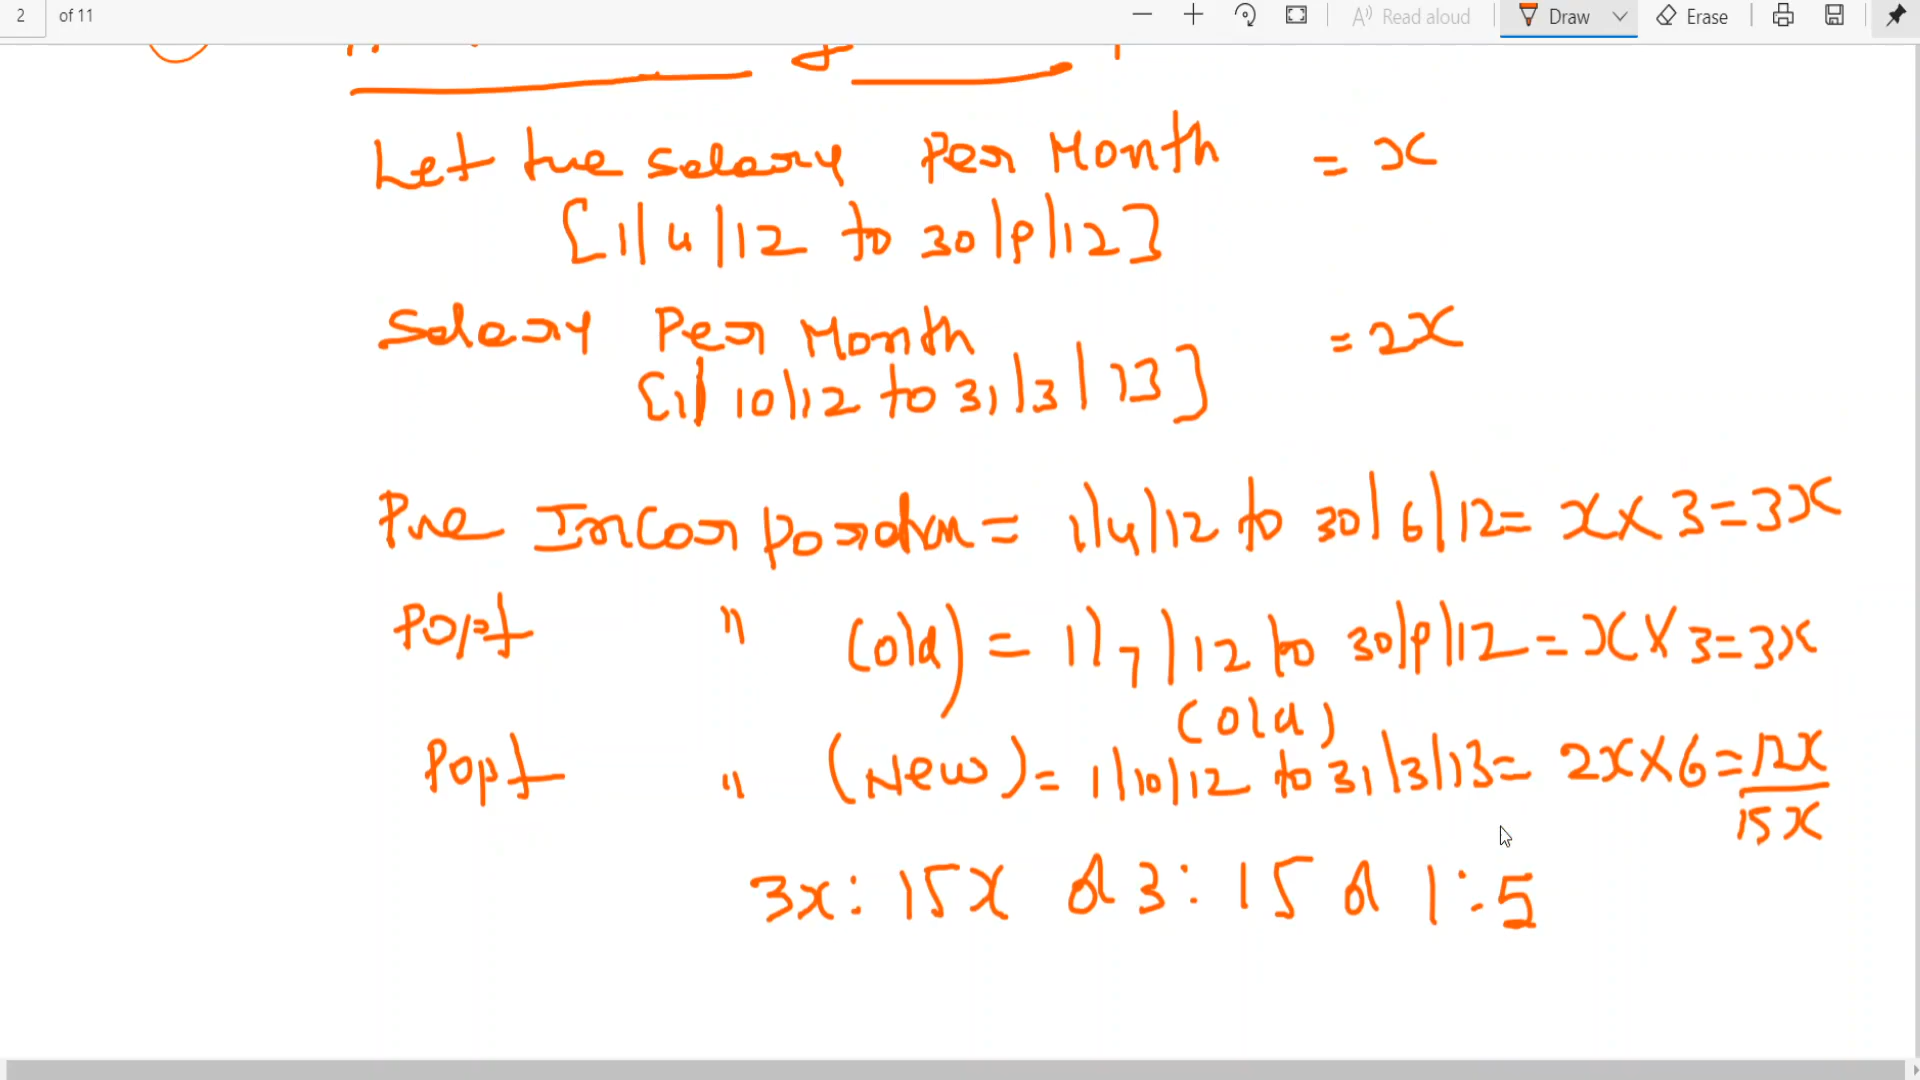 2 of 11 Read aloud Draw Erase
Let the salary Per Month = x
[1/4/12 to 30/9/12]
Salary Per Month = 2x
[1/10/12 to 31/3/13]
Pre Incorporation = 1/4/12 to 30/6/12 = x × 3 = 3x
Post " (old) = 1/7/12 to 30/9/12 = x × 3 = 3x
(old)
Post " (New) = 1/10/12 to 31/3/13 = 2x × 6 = 12x
15x
3x : 15x or 3 : 15 or 1 : 5